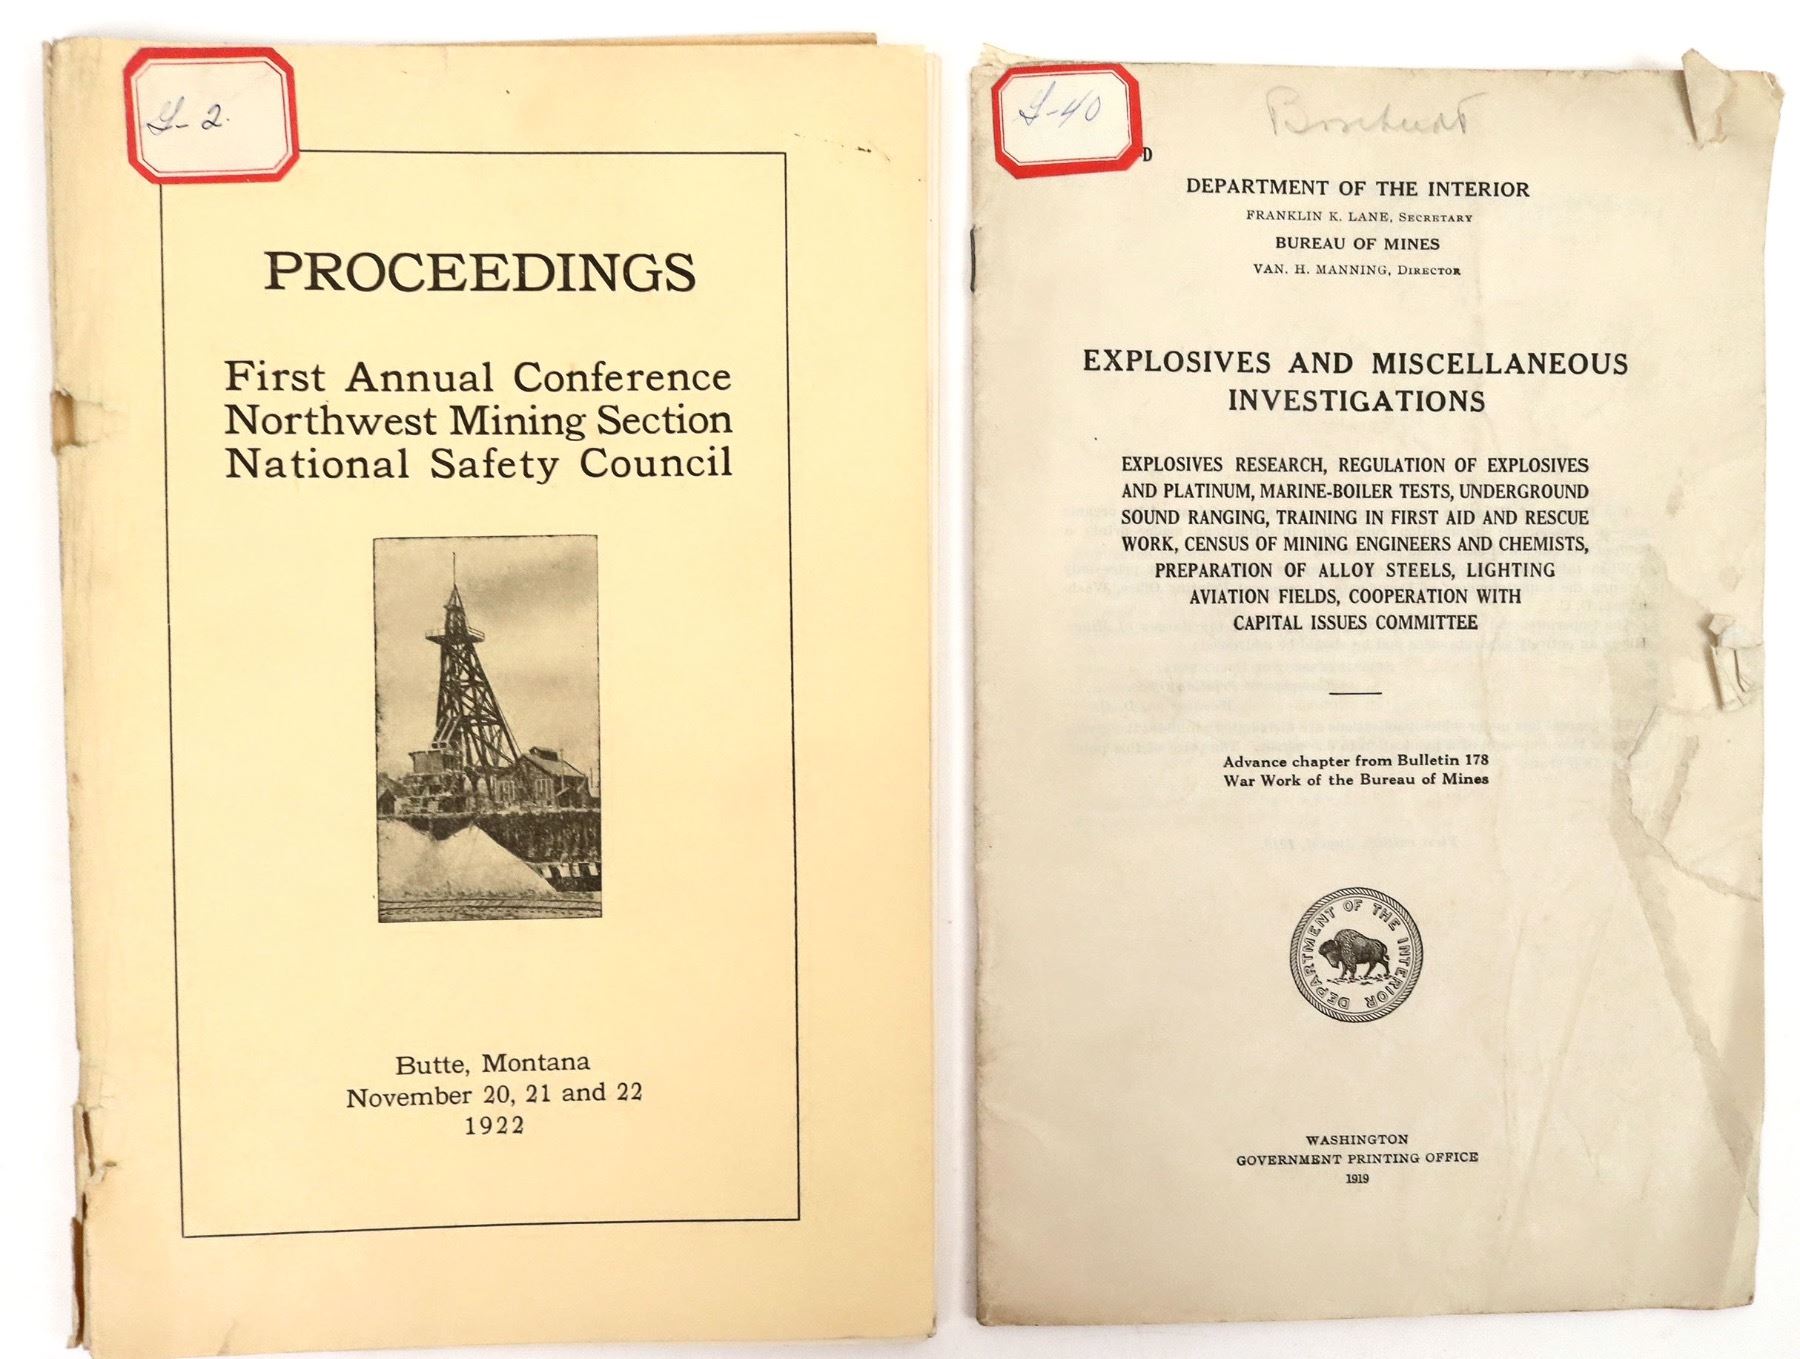 G-2.
PROCEEDINGS
First Annual Conference
Northwest Mining Section
National Safety Council
Butte, Montana
November 20, 21 and 22
1922
G-40
D
DEPARTMENT OF THE INTERIOR
FRANKLIN K. LANE, SECRETARY
BUREAU OF MINES
VAN. H. MANNING, DIRECTOR
EXPLOSIVES AND MISCELLANEOUS
INVESTIGATIONS
EXPLOSIVES RESEARCH, REGULATION OF EXPLOSIVES
AND PLATINUM, MARINE-BOILER TESTS, UNDERGROUND
SOUND RANGING, TRAINING IN FIRST AID AND RESCUE
WORK, CENSUS OF MINING ENGINEERS AND CHEMISTS,
PREPARATION OF ALLOY STEELS, LIGHTING
AVIATION FIELDS, COOPERATION WITH
CAPITAL ISSUES COMMITTEE
Advance chapter from Bulletin 178
War Work of the Bureau of Mines
DEPARTMENT OF THE INTERIOR
WASHINGTON
GOVERNMENT PRINTING OFFICE
1919